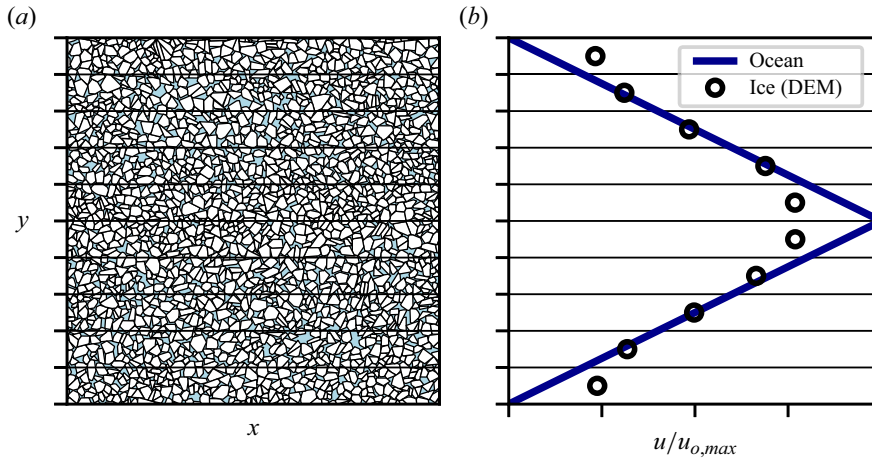 (a)
(b)
Ocean
Ice (DEM)
y
x
u/u_{o,max}